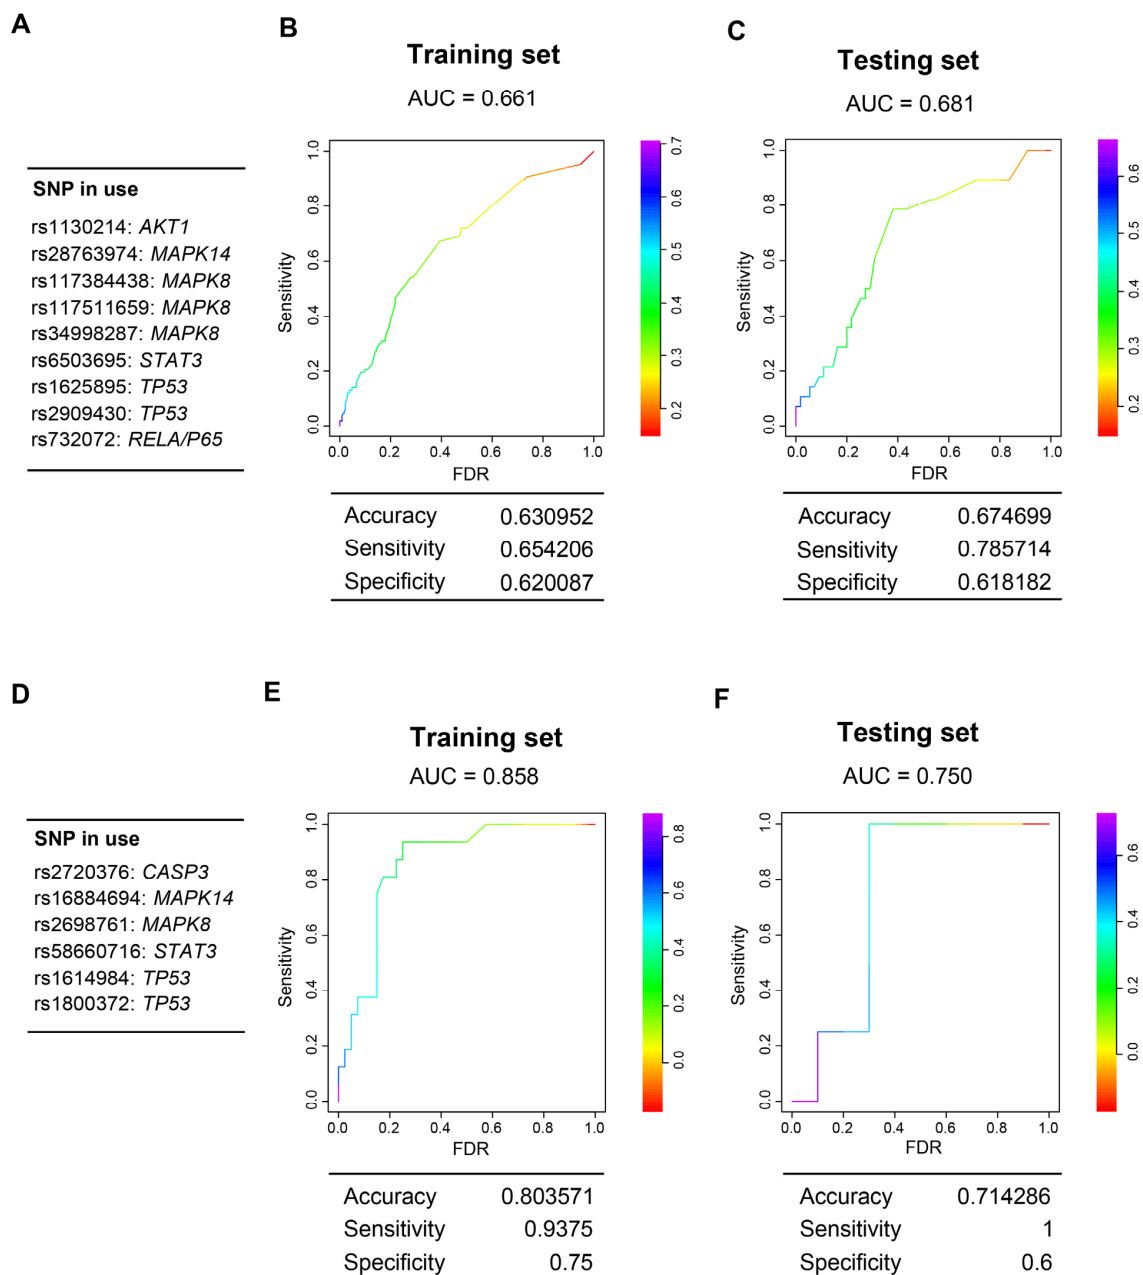 A
SNP in use
rs1130214: AKT1
rs28763974: MAPK14
rs117384438: MAPK8
rs117511659: MAPK8
rs34998287: MAPK8
rs6503695: STAT3
rs1625895: TP53
rs2909430: TP53
rs732072: RELA/P65
B
Training set
AUC = 0.661
Sensitivity
0.0 0.2 0.4 0.6 0.8 1.0
0.0 0.2 0.4 0.6 0.8 1.0
FDR
0.2 0.3 0.4 0.5 0.6 0.7
Accuracy 0.630952
Sensitivity 0.654206
Specificity 0.620087
C
Testing set
AUC = 0.681
Sensitivity
0.0 0.2 0.4 0.6 0.8 1.0
0.0 0.2 0.4 0.6 0.8 1.0
FDR
0.2 0.3 0.4 0.5 0.6
Accuracy 0.674699
Sensitivity 0.785714
Specificity 0.618182
D
SNP in use
rs2720376: CASP3
rs16884694: MAPK14
rs2698761: MAPK8
rs58660716: STAT3
rs1614984: TP53
rs1800372: TP53
E
Training set
AUC = 0.858
Sensitivity
0.0 0.2 0.4 0.6 0.8 1.0
0.0 0.2 0.4 0.6 0.8 1.0
FDR
0.0 0.2 0.4 0.6 0.8
Accuracy 0.803571
Sensitivity 0.9375
Specificity 0.75
F
Testing set
AUC = 0.750
Sensitivity
0.0 0.2 0.4 0.6 0.8 1.0
0.0 0.2 0.4 0.6 0.8 1.0
FDR
0.0 0.2 0.4 0.6
Accuracy 0.714286
Sensitivity 1
Specificity 0.6